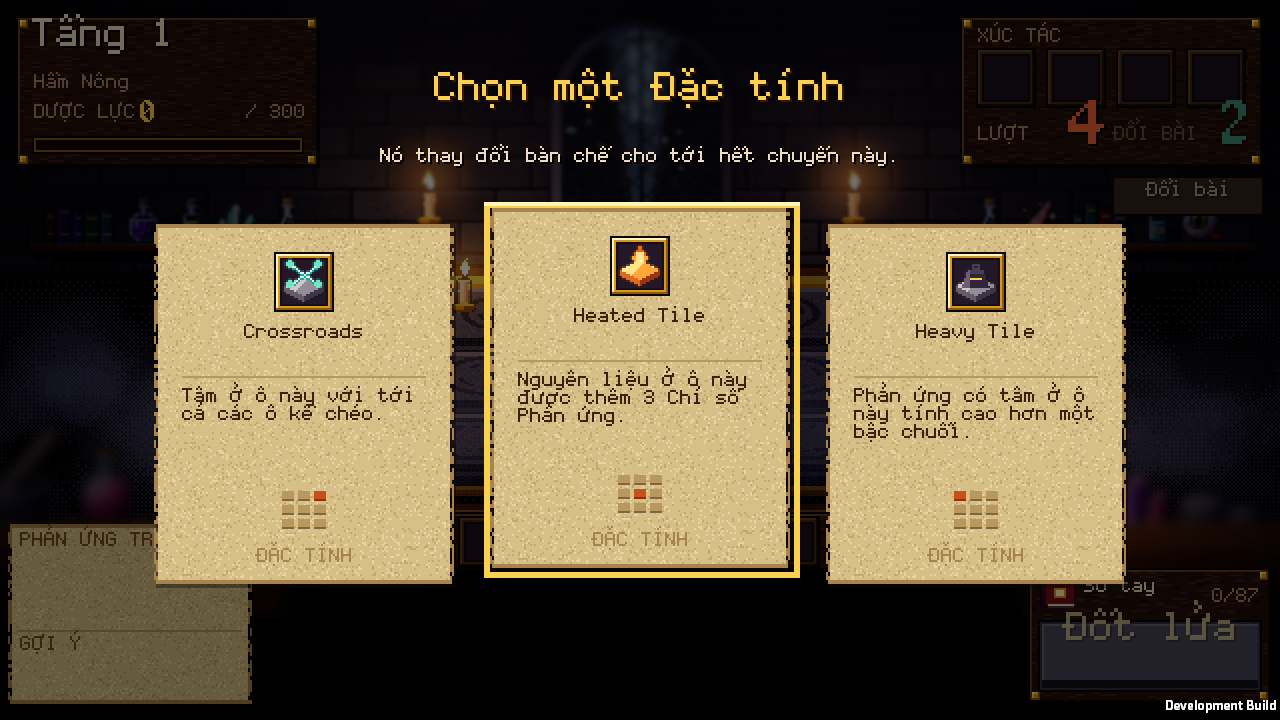 Tầng 1
Hầm Nông
DƯỢC LỰC 0 / 300
Chọn một Đặc tính
Nó thay đổi bàn chế cho tới hết chuyến này.
XÚC TÁC
LƯỢT 4 ĐỔI BÀI 2
Đổi bài
Crossroads
Tâm ở ô này với tới
cả các ô kề chéo.
ĐẶC TÍNH
Heated Tile
Nguyên liệu ở ô này
được thêm 3 Chỉ số
Phản ứng.
ĐẶC TÍNH
Heavy Tile
Phản ứng có tâm ở ô
này tính cao hơn một
bậc chuỗi.
ĐẶC TÍNH
PHẢN ỨNG TR
GỢI Ý
Sổ tay 0/87
Đốt lửa
Development Build